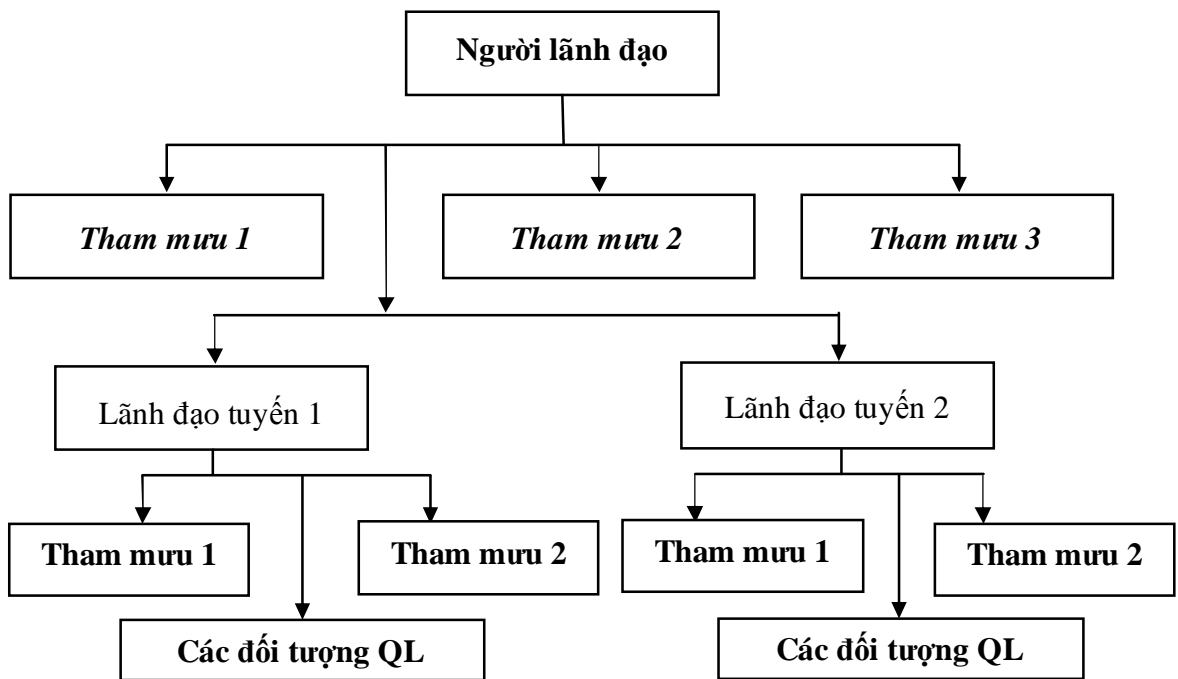 Người lãnh đạo
Tham mưu 1
Tham mưu 2
Tham mưu 3
Lãnh đạo tuyến 1
Lãnh đạo tuyến 2
Tham mưu 1
Tham mưu 2
Tham mưu 1
Tham mưu 2
Các đối tượng QL
Các đối tượng QL